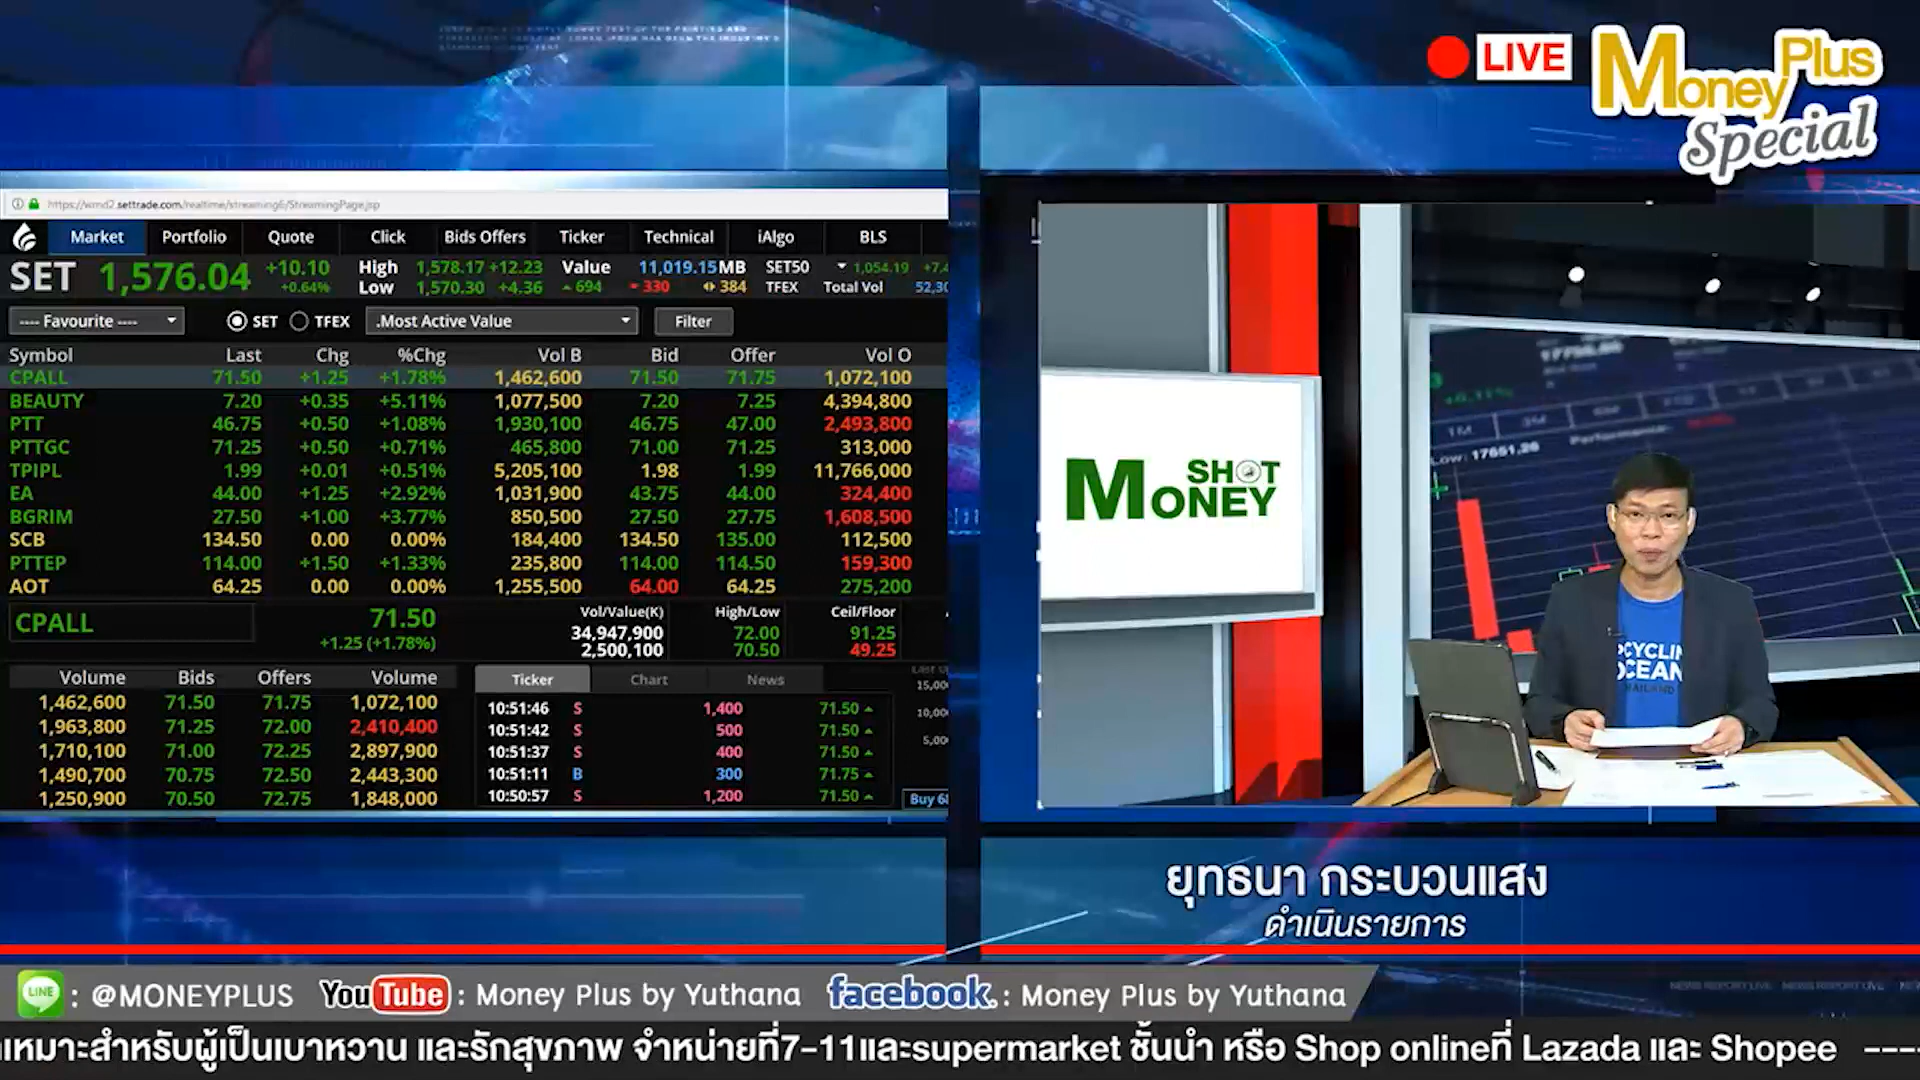 LIVE
Money Plus
Special
https://wmd2.settrade.com/realtime/streaming6/StreamingPage.jsp
Market Portfolio Quote Click Bids Offers Ticker Technical iAlgo BLS
SET 1,576.04 +10.10 High 1,578.17 +12.23 Value 11,019.15MB SET50 1,054.19
+0.64% Low 1,570.30 +4.36 694 330 384 TFEX Total Vol
---- Favourite ---- SET TFEX .Most Active Value Filter
Symbol Last Chg %Chg Vol B Bid Offer Vol O
CPALL 71.50 +1.25 +1.78% 1,462,600 71.50 71.75 1,072,100
BEAUTY 7.20 +0.35 +5.11% 1,077,500 7.20 7.25 4,394,800
PTT 46.75 +0.50 +1.08% 1,930,100 46.75 47.00 2,493,800
PTTGC 71.25 +0.50 +0.71% 465,800 71.00 71.25 313,000
TPIPL 1.99 +0.01 +0.51% 5,205,100 1.98 1.99 11,766,000
EA 44.00 +1.25 +2.92% 1,031,900 43.75 44.00 324,400
BGRIM 27.50 +1.00 +3.77% 850,500 27.50 27.75 1,608,500
SCB 134.50 0.00 0.00% 184,400 134.50 135.00 112,500
PTTEP 114.00 +1.50 +1.33% 235,800 114.00 114.50 159,300
AOT 64.25 0.00 0.00% 1,255,500 64.00 64.25 275,200
CPALL 71.50 Vol/Value(K) High/Low Ceil/Floor
34,947,900 72.00 91.25
+1.25 (+1.78%) 2,500,100 70.50 49.25
Volume Bids Offers Volume Ticker Chart News
1,462,600 71.50 71.75 1,072,100
1,963,800 71.25 72.00 2,410,400
1,710,100 71.00 72.25 2,897,900
1,490,700 70.75 72.50 2,443,300
1,250,900 70.50 72.75 1,848,000
10:51:46 S 1,400 71.50
10:51:42 S 500 71.50
10:51:37 S 400 71.50
10:51:11 B 300 71.75
10:50:57 S 1,200 71.50
Buy
MONEY SHOT
Low: 17651.26
OCEAN
ยุทธนา กระบวนแสง
ดำเนินรายการ
LINE : @MONEYPLUS YouTube : Money Plus by Yuthana facebook. : Money Plus by Yuthana
เหมาะสำหรับผู้เป็นเบาหวาน และรักสุขภาพ จำหน่ายที่7-11และsupermarket ชั้นนำ หรือ Shop onlineที่ Lazada และ Shopee ----